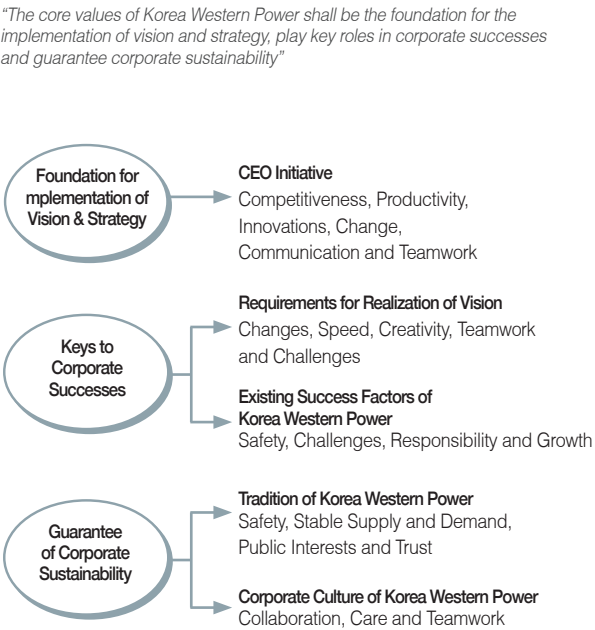 “The core values of Korea Western Power shall be the foundation for the
implementation of vision and strategy, play key roles in corporate successes
and guarantee corporate sustainability”
Foundation for
mplementation of
Vision & Strategy
CEO Initiative
Competitiveness, Productivity,
Innovations, Change,
Communication and Teamwork
Keys to
Corporate
Successes
Requirements for Realization of Vision
Changes, Speed, Creativity, Teamwork
and Challenges
Existing Success Factors of
Korea Western Power
Safety, Challenges, Responsibility and Growth
Guarantee
of Corporate
Sustainability
Tradition of Korea Western Power
Safety, Stable Supply and Demand,
Public Interests and Trust
Corporate Culture of Korea Western Power
Collaboration, Care and Teamwork